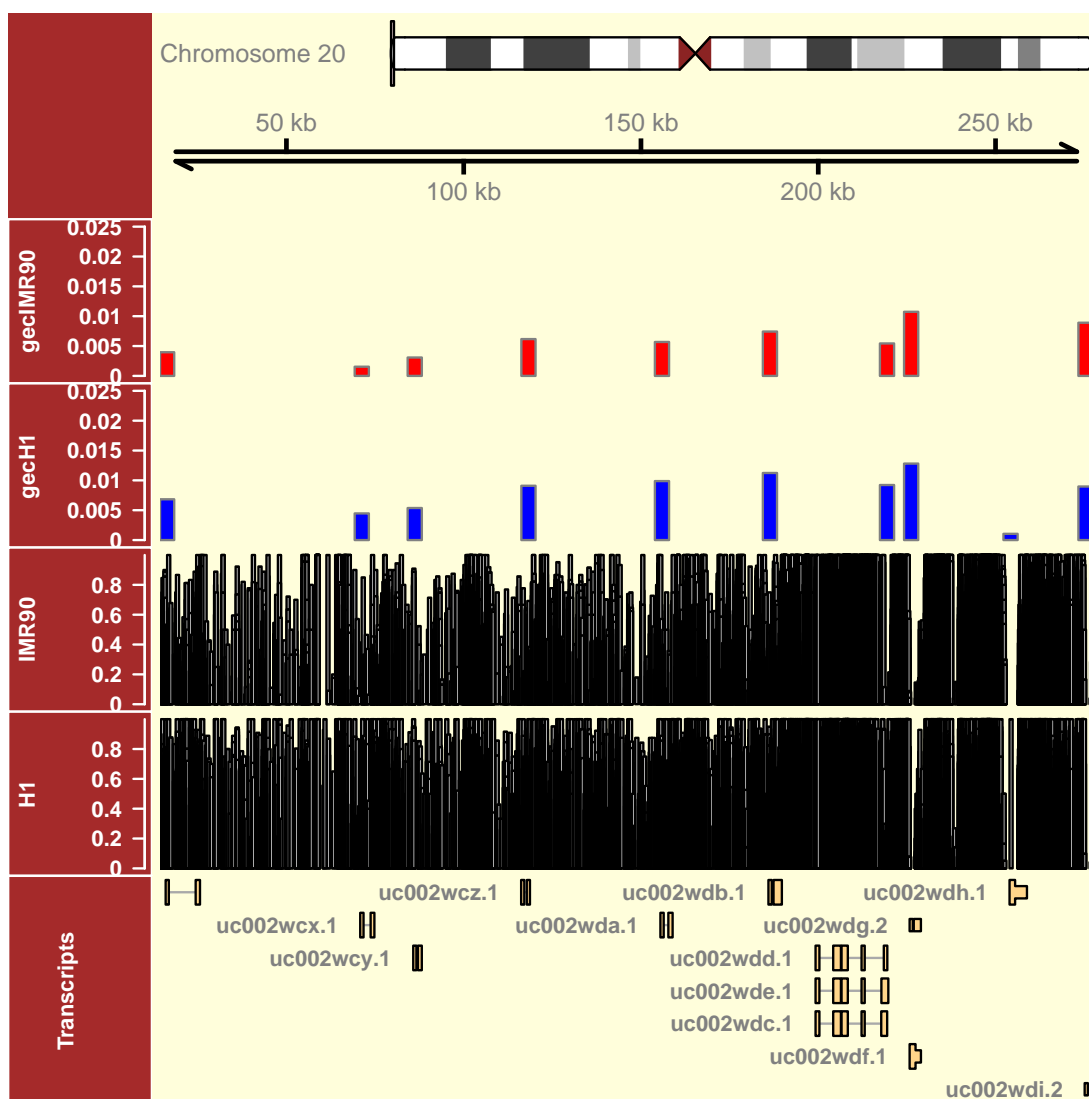 Chromosome 20
50 kb
150 kb
250 kb
100 kb
200 kb
gecIMR90
0.025
0.02
0.015
0.01
0.005
0
gecH1
0.025
0.02
0.015
0.01
0.005
0
IMR90
0.8
0.6
0.4
0.2
0
H1
0.8
0.6
0.4
0.2
0
Transcripts
uc002wcz.1
uc002wdb.1
uc002wdh.1
uc002wcx.1
uc002wda.1
uc002wdg.2
uc002wcy.1
uc002wdd.1
uc002wde.1
uc002wdc.1
uc002wdf.1
uc002wdi.2